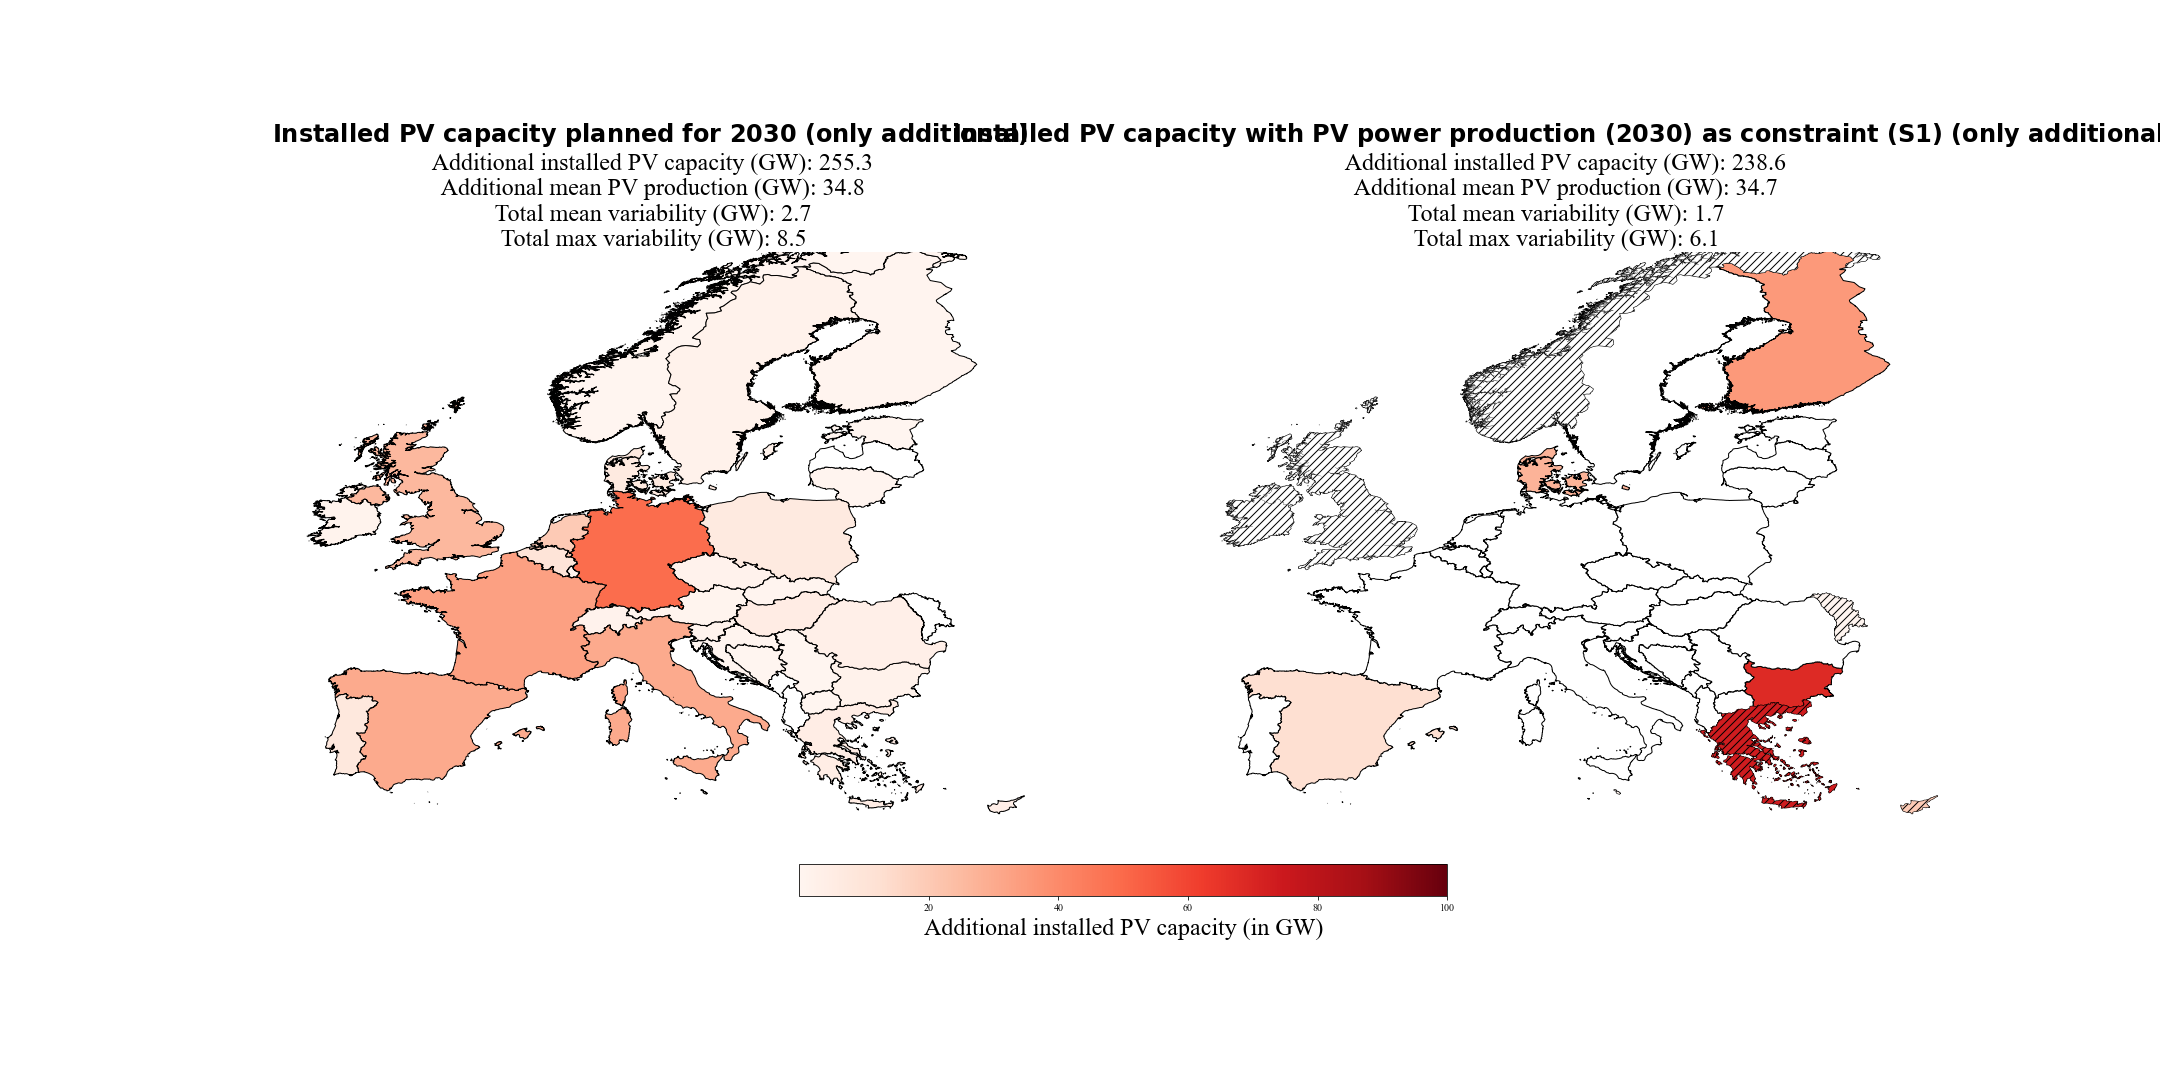 Installed PV capacity planned for 2030 (only additional)
Additional installed PV capacity (GW): 255.3
Additional mean PV production (GW): 34.8
Total mean variability (GW): 2.7
Total max variability (GW): 8.5
Installed PV capacity with PV power production (2030) as constraint (S1) (only additional
Additional installed PV capacity (GW): 238.6
Additional mean PV production (GW): 34.7
Total mean variability (GW): 1.7
Total max variability (GW): 6.1
20 40 60 80 100
Additional installed PV capacity (in GW)